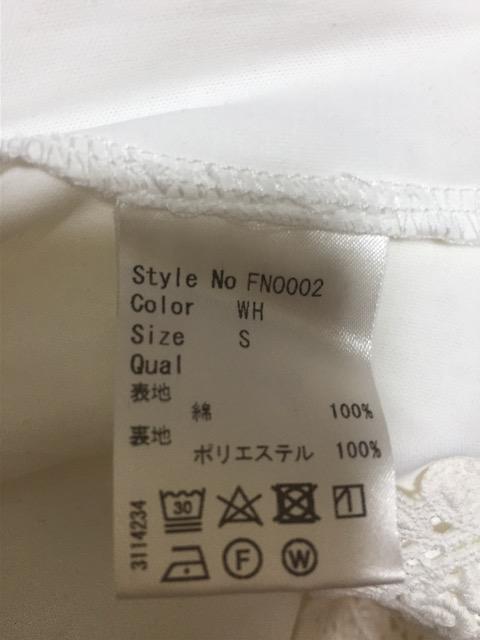 Style No FN0002
Color WH
Size S
Qual
表地
綿 100%
裏地
ポリエステル 100%
3114234
30
F W